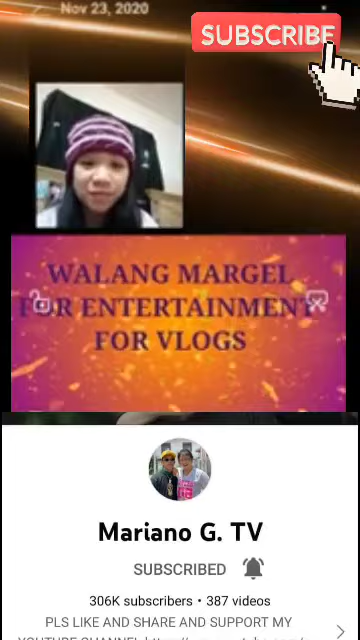 Nov 23, 2020
SUBSCRIBE
WALANG MARGEL
FOR ENTERTAINMENT
FOR VLOGS
Mariano G. TV
SUBSCRIBED
306K subscribers • 387 videos
PLS LIKE AND SHARE AND SUPPORT MY